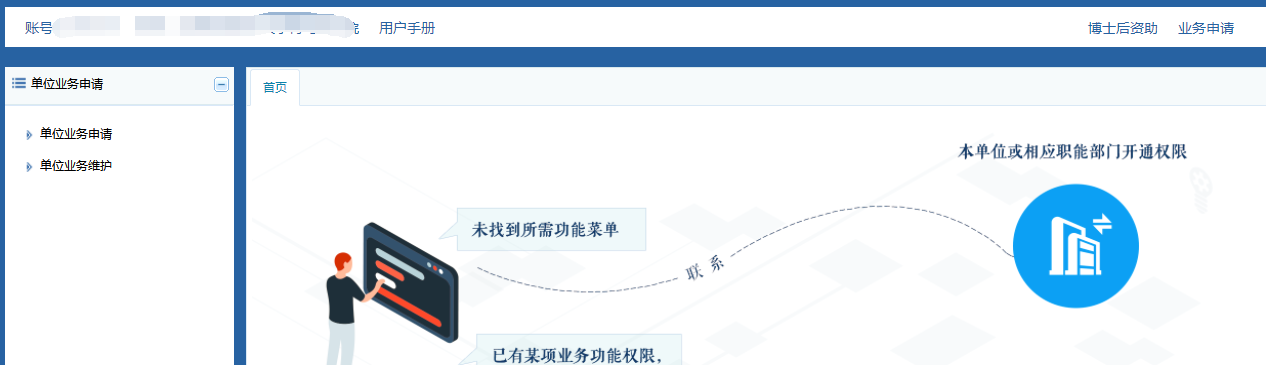 账号 院 用户手册 博士后资助 业务申请
单位业务申请
首页
单位业务申请
单位业务维护
本单位或相应职能部门开通权限
未找到所需功能菜单
联系
已有某项业务功能权限，